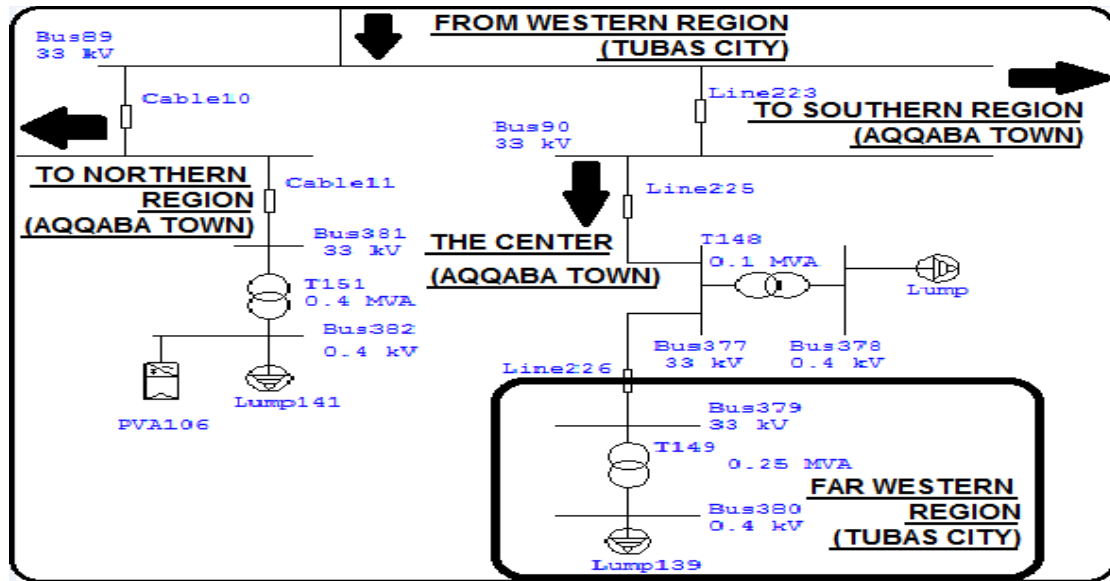 FROM WESTERN REGION
(TUBAS CITY)
Bus89
33 kV
Cable10
Line223
TO SOUTHERN REGION
(AQQABA TOWN)
Bus90
33 kV
TO NORTHERN
REGION
(AQQABA TOWN)
Cable11
Line225
Bus381
33 kV
THE CENTER
(AQQABA TOWN)
T148
0.1 MVA
Lump
T151
0.4 MVA
Bus382
0.4 kV
Bus377
33 kV
Bus378
0.4 kV
Line226
Lump141
PVA106
Bus379
33 kV
T149
0.25 MVA
FAR WESTERN
REGION
(TUBAS CITY)
Bus380
0.4 kV
Lump139